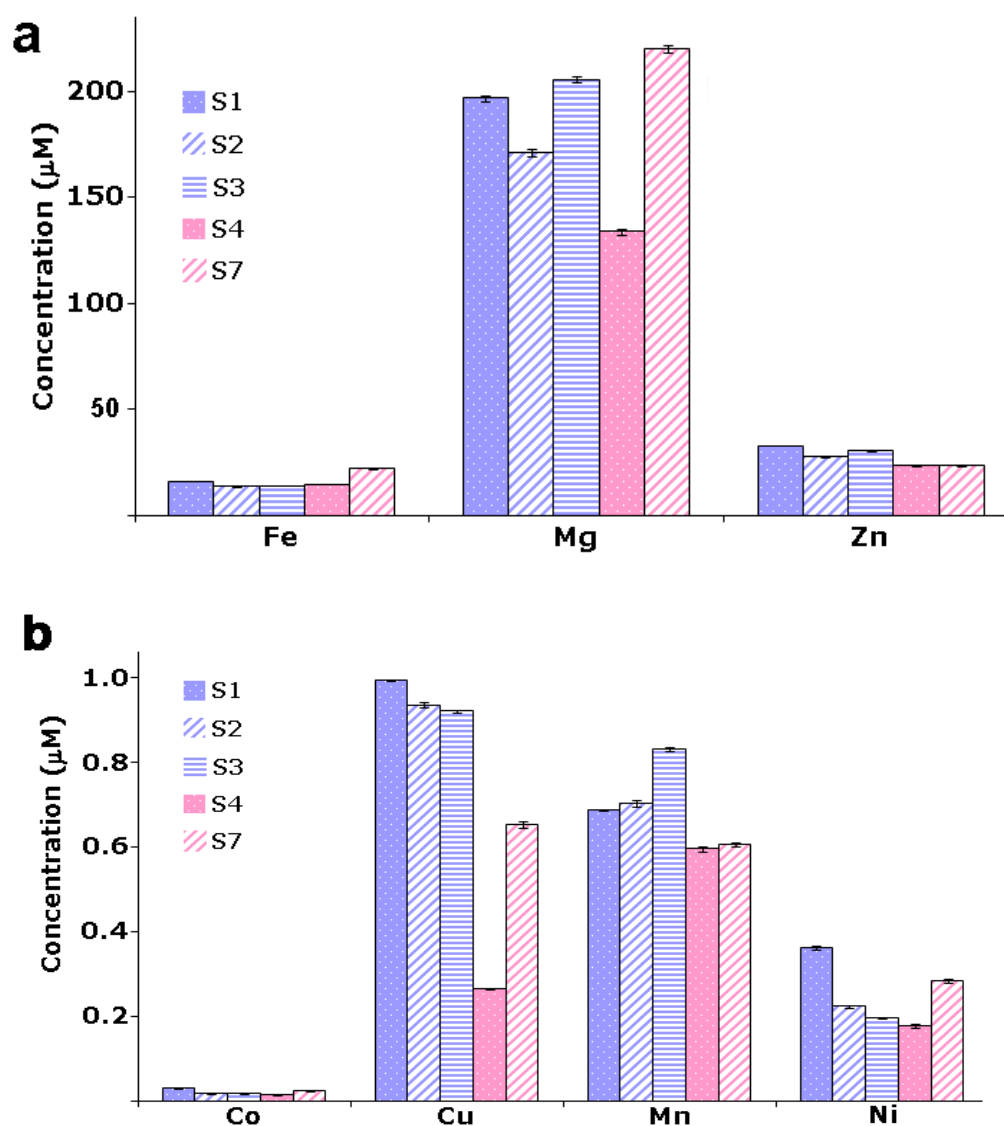 a
Concentration (µM)
200
150
100
50
S1
S2
S3
S4
S7
Fe Mg Zn
b
Concentration (µM)
1.0
0.8
0.6
0.4
0.2
S1
S2
S3
S4
S7
Co Cu Mn Ni